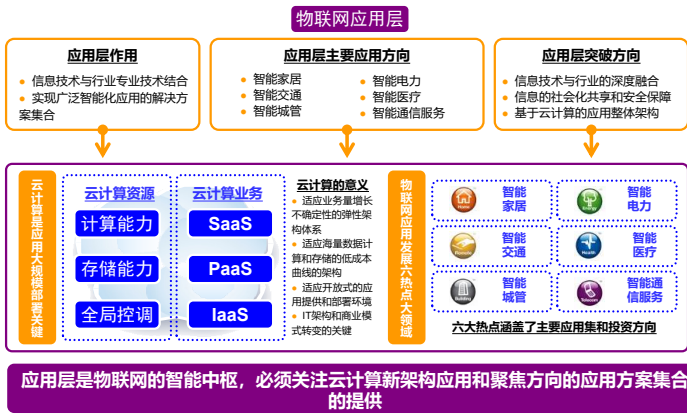 物联网应用层
应用层作用
信息技术与行业专业技术结合
实现广泛智能化应用的解决方
案集合
应用层主要应用方向
智能家居
智能交通
智能城管
智能电力
智能医疗
智能通信服务
应用层突破方向
信息技术与行业的深度融合
信息的社会化共享和安全保障
基于云计算的应用整体架构
云计算是应用大规模部署关键
云计算资源
计算能力
存储能力
全局控调
云计算业务
SaaS
PaaS
IaaS
云计算的意义
适应业务量增长
不确定性的弹性架
构体系
适应海量数据计
算和存储的低成本
曲线的架构
适应开放式的应
用提供和部署环境
IT架构和商业模
式转变的关键
物联网应用发展六热点大领域
Home
智能
家居
智能
电力
智能
交通
Health
智能
医疗
Building
智能
城管
Telecom
智能通
信服务
六大热点涵盖了主要应用集和投资方向
应用层是物联网的智能中枢，必须关注云计算新架构应用和聚焦方向的应用方案集合
的提供